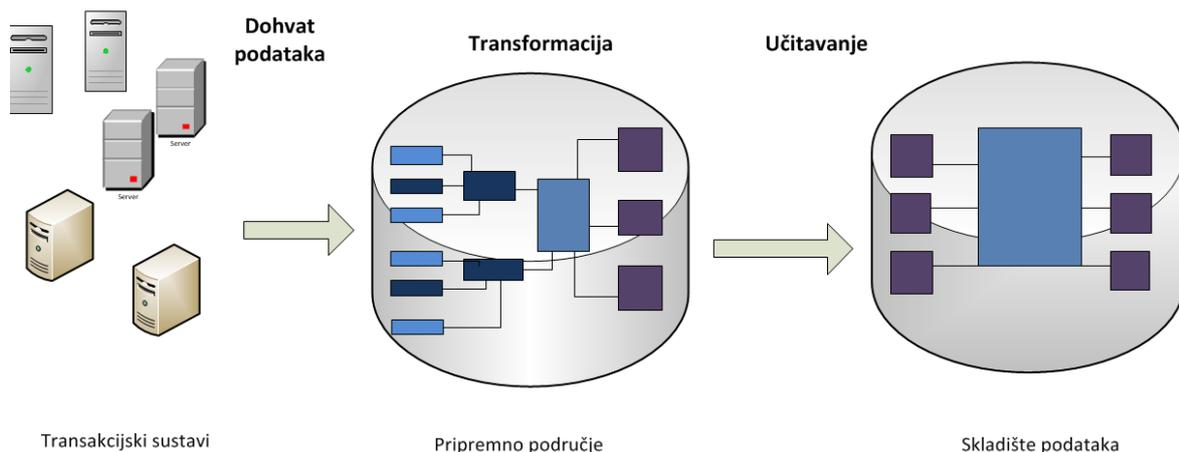 Dohvat
podataka
Transformacija
Učitavanje
Server
Server
Transakcijski sustavi
Pripremno područje
Skladište podataka